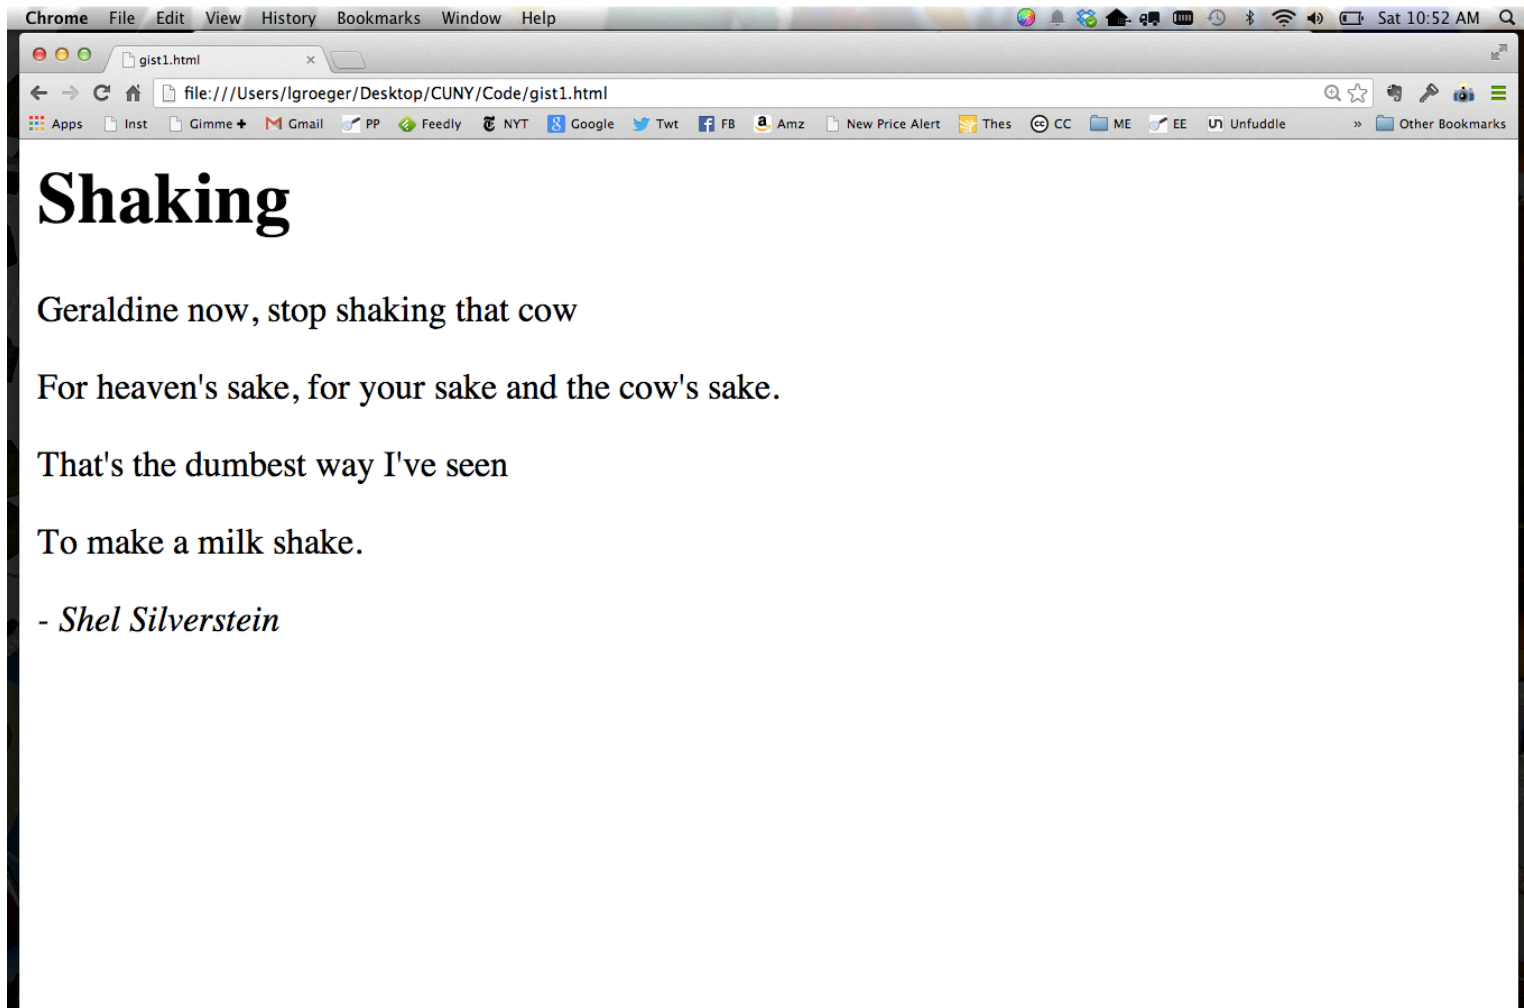 Chrome File Edit View History Bookmarks Window Help Sat 10:52 AM
gist1.html
file:///Users/lgroeger/Desktop/CUNY/Code/gist1.html
Apps Inst Gimme + Gmail PP Feedly NYT Google Twt FB Amz New Price Alert Thes CC ME EE Unfuddle » Other Bookmarks
Shaking
Geraldine now, stop shaking that cow
For heaven's sake, for your sake and the cow's sake.
That's the dumbest way I've seen
To make a milk shake.
- Shel Silverstein